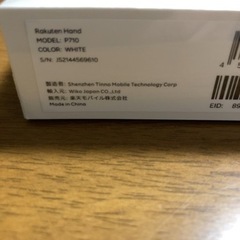 Rakuten Hand
MODEL: P710
COLOR: WHITE
S/N: JS2144569610
製造者: Shenzhen Tinno Mobile Technology Corp
輸入元: Wiko Japan CO.,Ltd
販売元: 楽天モバイル株式会社
Made in China
EID: 89